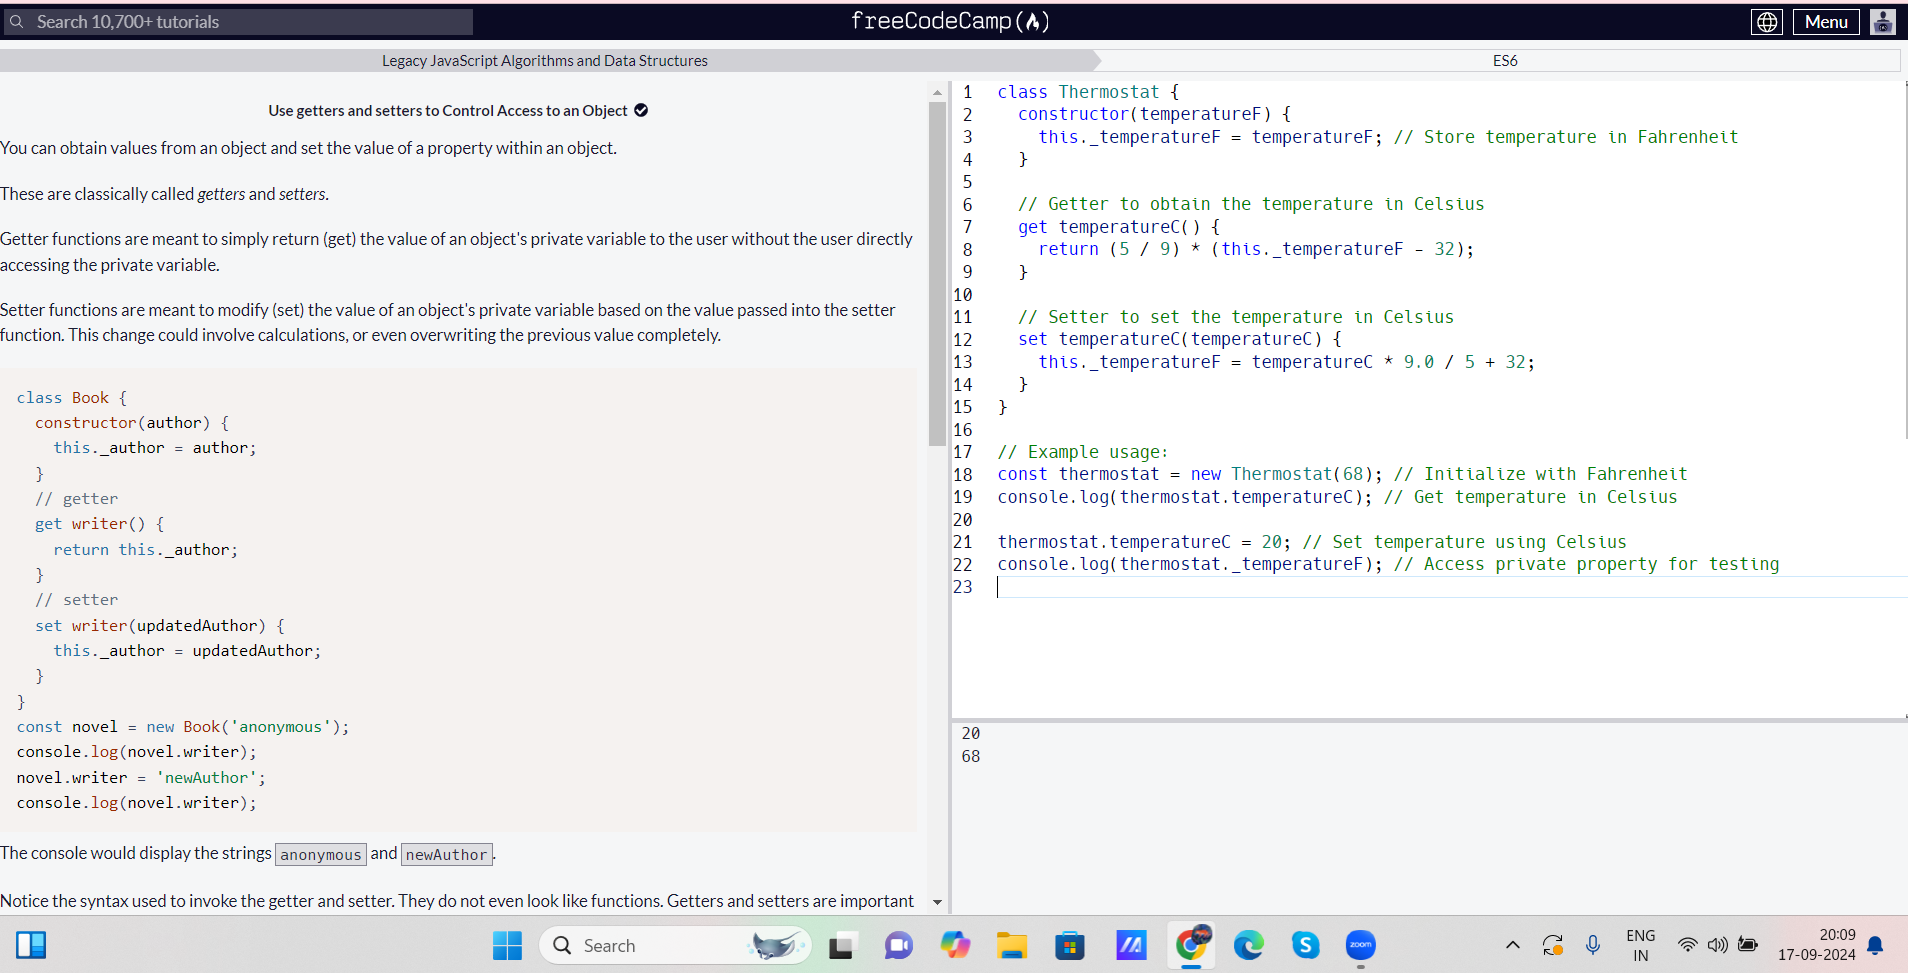 Search 10,700+ tutorials
freeCodeCamp(🔥)
Menu
Legacy JavaScript Algorithms and Data Structures
ES6
Use getters and setters to Control Access to an Object
You can obtain values from an object and set the value of a property within an object.
These are classically called getters and setters.
Getter functions are meant to simply return (get) the value of an object's private variable to the user without the user directly
accessing the private variable.
Setter functions are meant to modify (set) the value of an object's private variable based on the value passed into the setter
function. This change could involve calculations, or even overwriting the previous value completely.
class Book {
  constructor(author) {
    this._author = author;
  }
  // getter
  get writer() {
    return this._author;
  }
  // setter
  set writer(updatedAuthor) {
    this._author = updatedAuthor;
  }
}
const novel = new Book('anonymous');
console.log(novel.writer);
novel.writer = 'newAuthor';
console.log(novel.writer);
The console would display the strings anonymous and newAuthor.
Notice the syntax used to invoke the getter and setter. They do not even look like functions. Getters and setters are important
1 class Thermostat {
2   constructor(temperatureF) {
3     this._temperatureF = temperatureF; // Store temperature in Fahrenheit
4   }
5
6   // Getter to obtain the temperature in Celsius
7   get temperatureC() {
8     return (5 / 9) * (this._temperatureF - 32);
9   }
10
11   // Setter to set the temperature in Celsius
12   set temperatureC(temperatureC) {
13     this._temperatureF = temperatureC * 9.0 / 5 + 32;
14   }
15 }
16
17 // Example usage:
18 const thermostat = new Thermostat(68); // Initialize with Fahrenheit
19 console.log(thermostat.temperatureC); // Get temperature in Celsius
20
21 thermostat.temperatureC = 20; // Set temperature using Celsius
22 console.log(thermostat._temperatureF); // Access private property for testing
23
20
68
Search
S
zoom
ENG
IN
20:09
17-09-2024